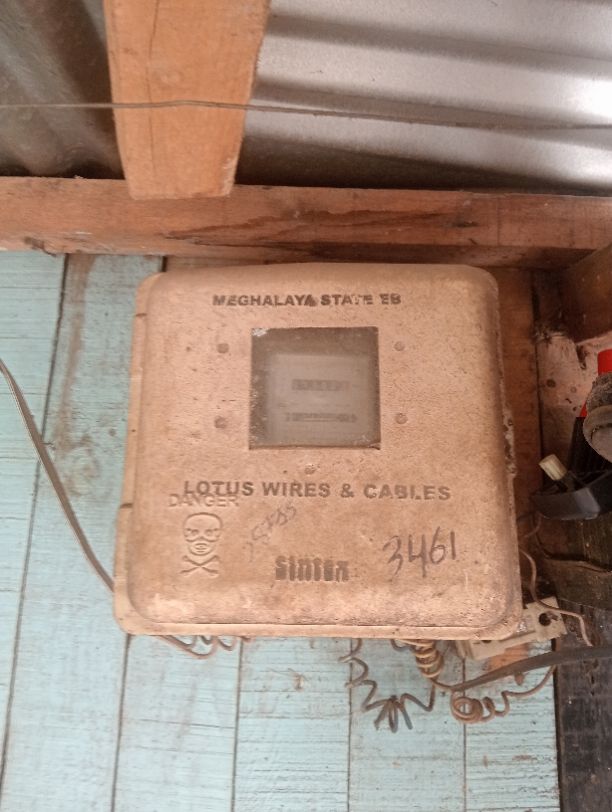 MEGHALAYA STATE EB
LOTUS WIRES & CABLES
DANGER
sintex
3461